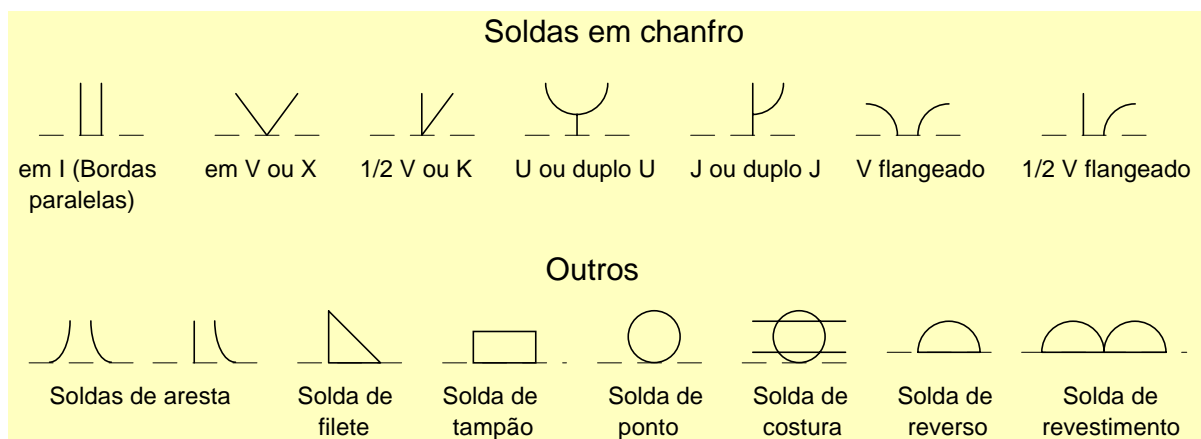 Soldas em chanfro
em I (Bordas paralelas)
em V ou X
1/2 V ou K
U ou duplo U
J ou duplo J
V flangeado
1/2 V flangeado
Outros
Soldas de aresta
Solda de filete
Solda de tampão
Solda de ponto
Solda de costura
Solda de reverso
Solda de revestimento